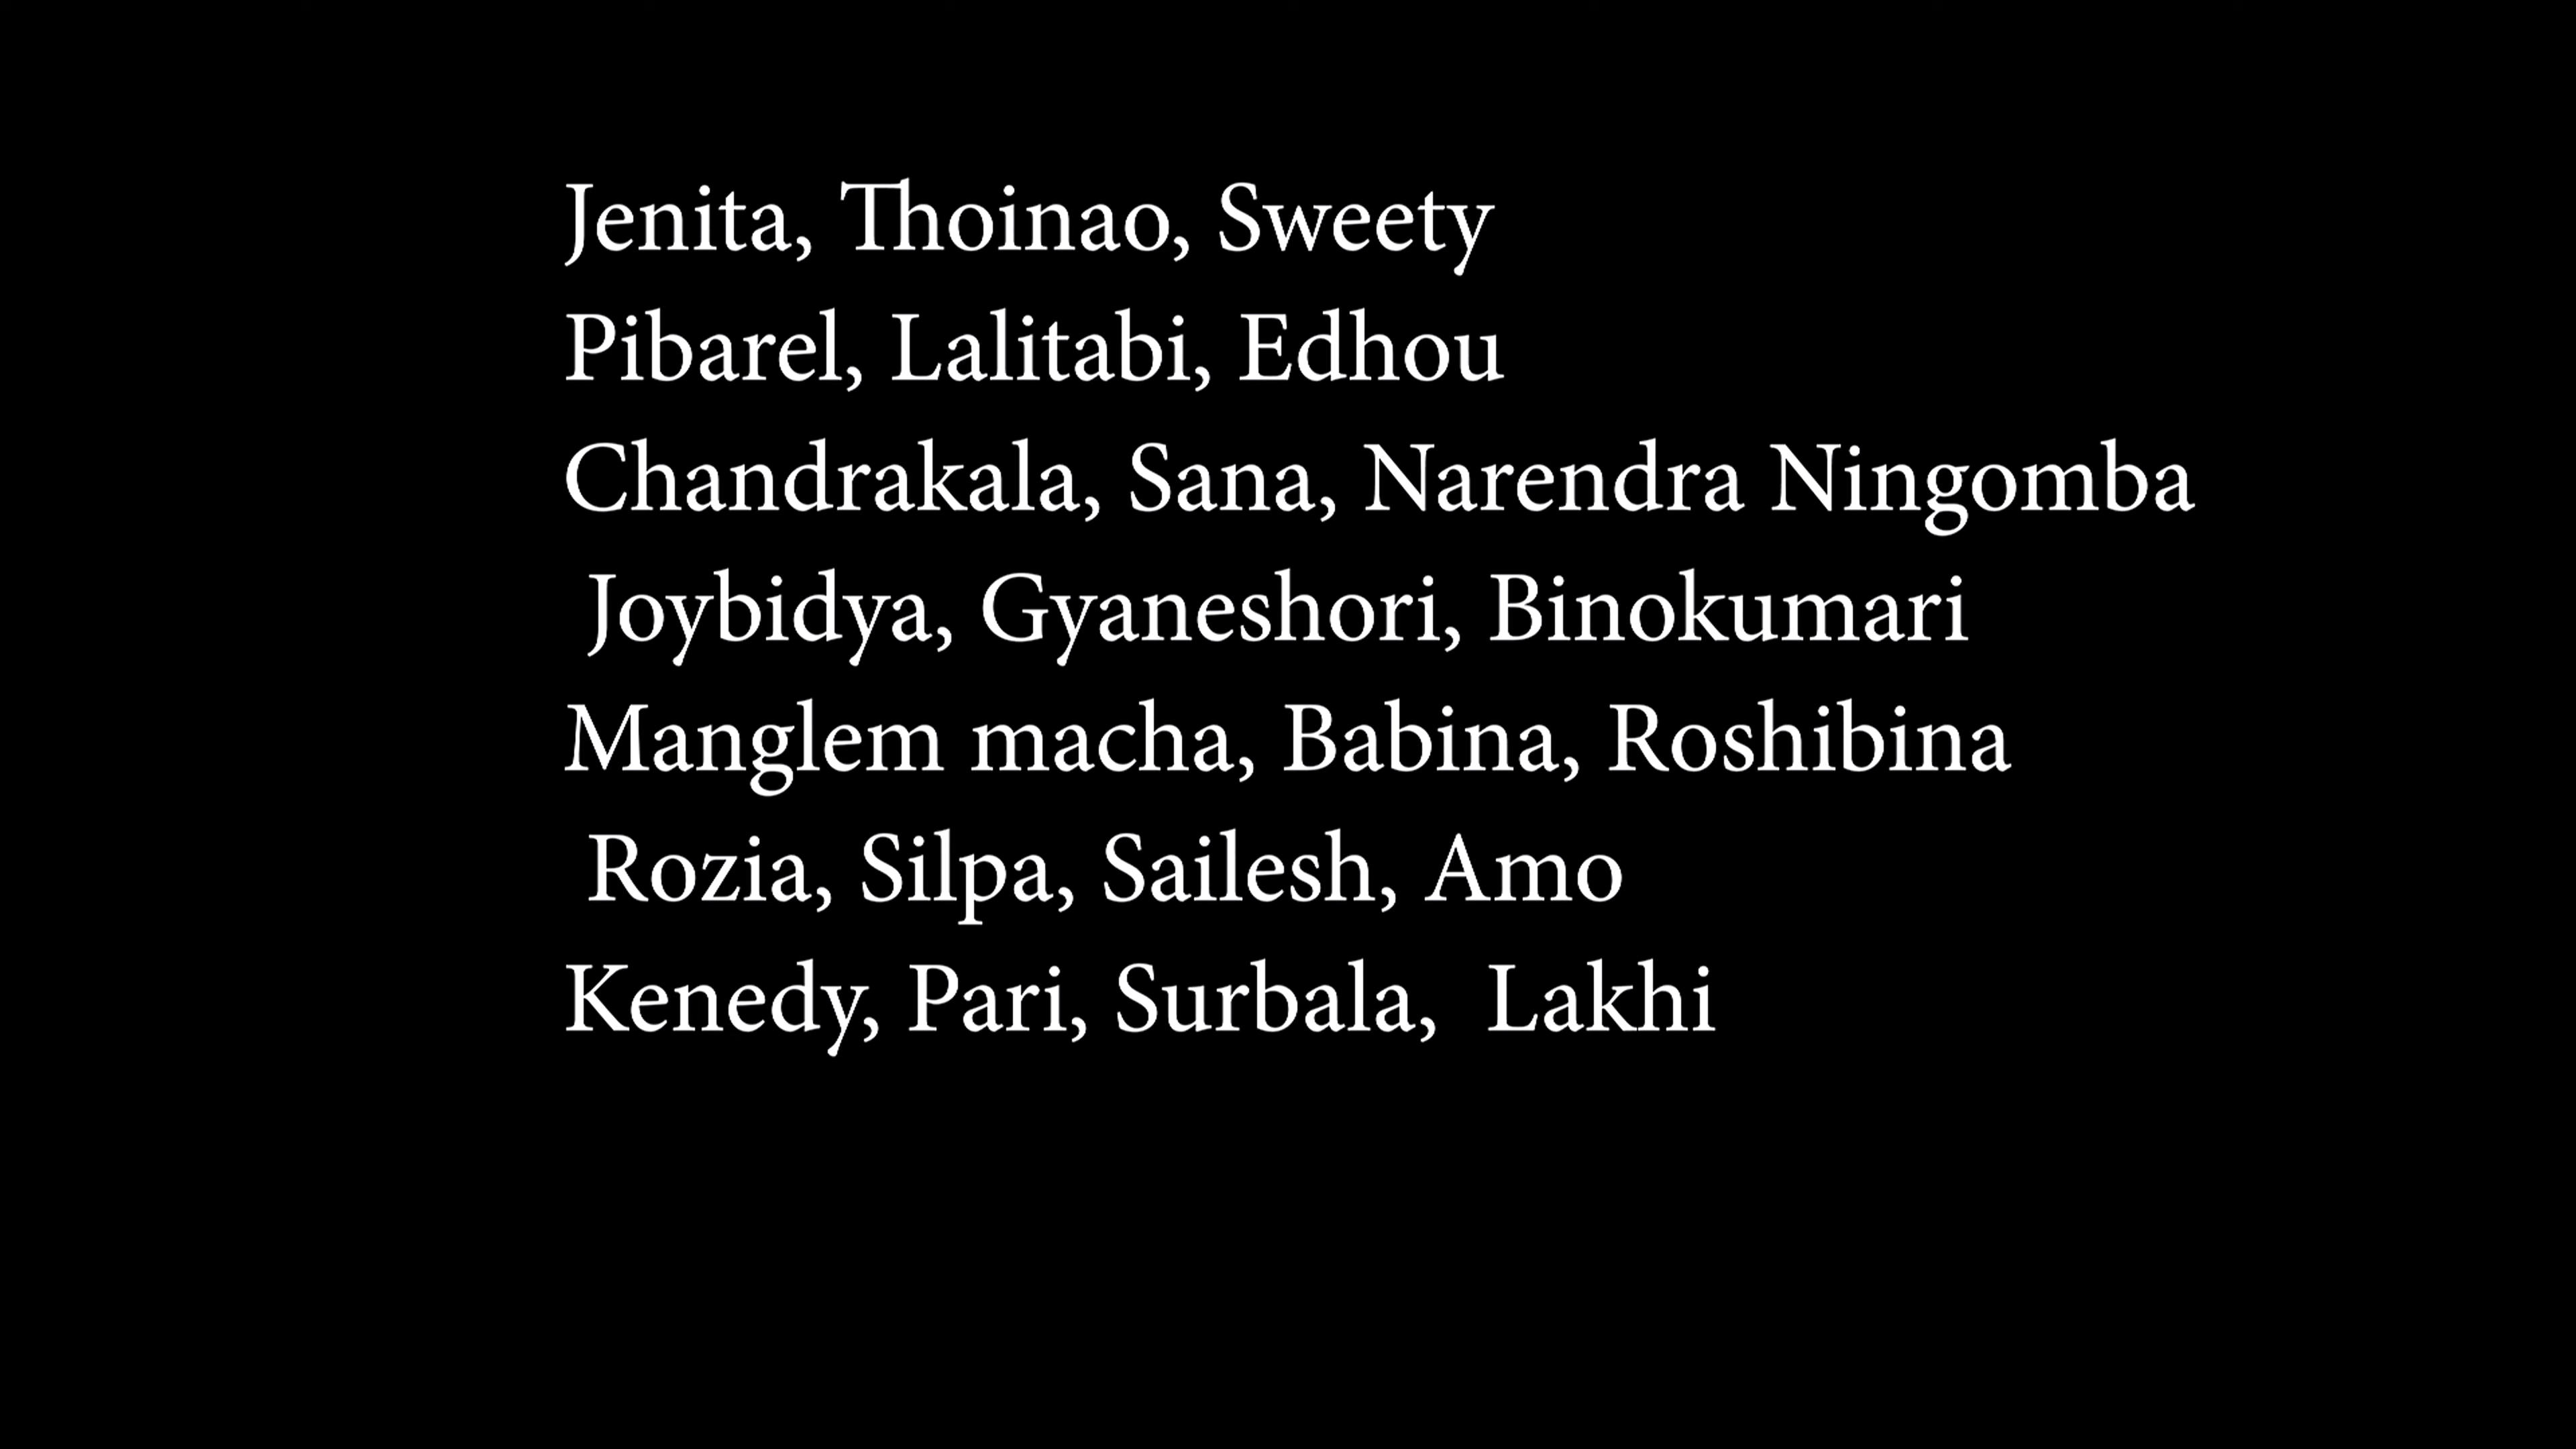 Jenita, Thoinao, Sweety
Pibarel, Lalitabi, Edhou
Chandrakala, Sana, Narendra Ningomba
Joybidya, Gyaneshori, Binokumari
Manglem macha, Babina, Roshibina
Rozia, Silpa, Sailesh, Amo
Kenedy, Pari, Surbala, Lakhi